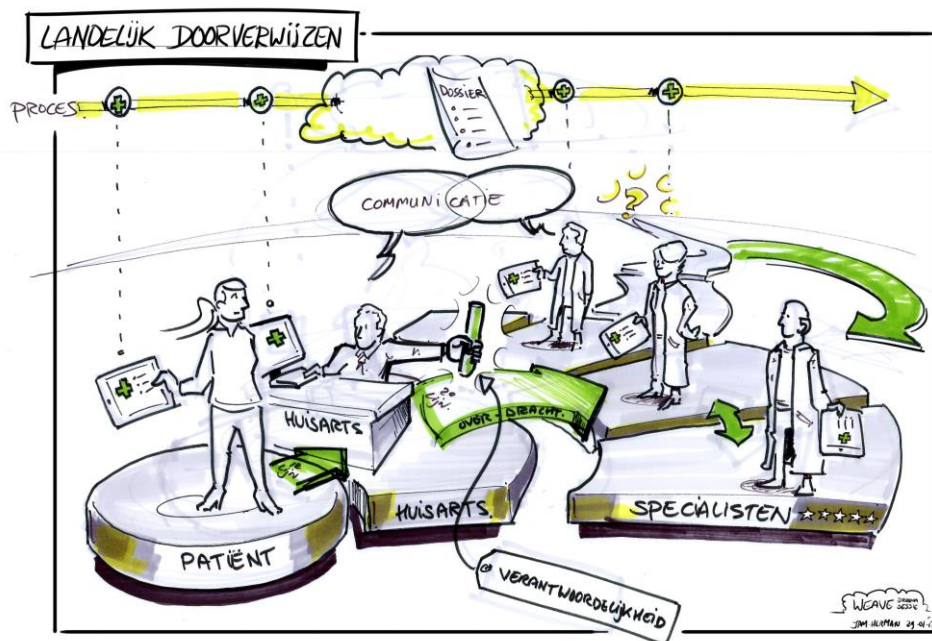 LANDELIJK DOORVERWIJZEN
PROCES
DOSSIER
COMMUNICATIE
?
HUISARTS
OVER-DRACHT.
HUISARTS.
SPECIALISTEN
PATIËNT
VERANTWOORDELIJKHEID
WEAVE